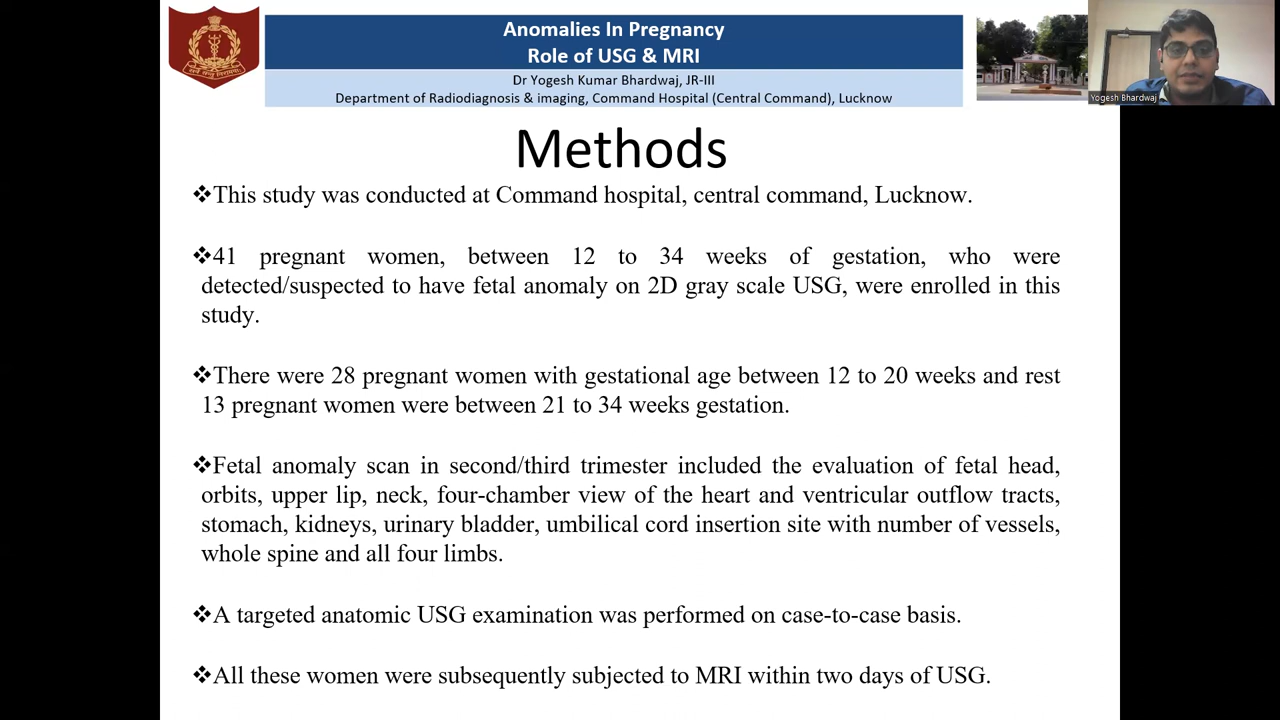 Anomalies In Pregnancy
Role of USG & MRI
Dr Yogesh Kumar Bhardwaj, JR-III
Department of Radiodiagnosis & imaging, Command Hospital (Central Command), Lucknow
Yogesh Bhardwaj
Methods
❖This study was conducted at Command hospital, central command, Lucknow.
❖41 pregnant women, between 12 to 34 weeks of gestation, who were
detected/suspected to have fetal anomaly on 2D gray scale USG, were enrolled in this
study.
❖There were 28 pregnant women with gestational age between 12 to 20 weeks and rest
13 pregnant women were between 21 to 34 weeks gestation.
❖Fetal anomaly scan in second/third trimester included the evaluation of fetal head,
orbits, upper lip, neck, four-chamber view of the heart and ventricular outflow tracts,
stomach, kidneys, urinary bladder, umbilical cord insertion site with number of vessels,
whole spine and all four limbs.
❖A targeted anatomic USG examination was performed on case-to-case basis.
❖All these women were subsequently subjected to MRI within two days of USG.